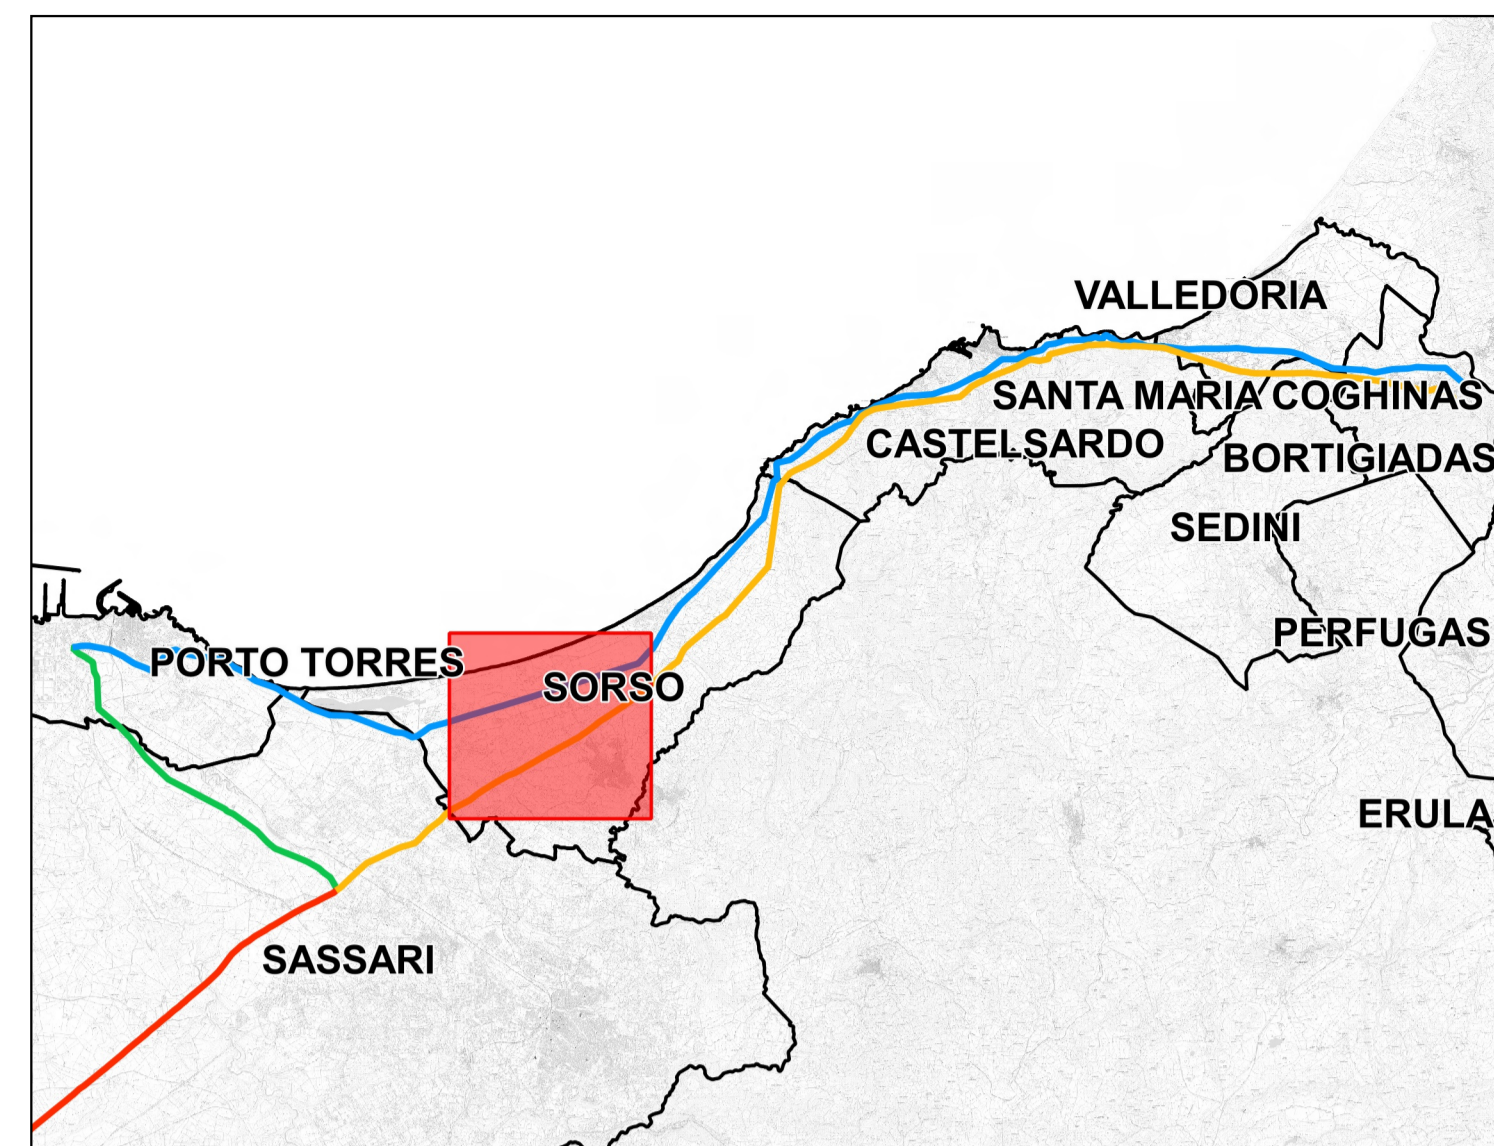 VALLEDORIA
SANTA MARIA COGHINAS
CASTELSARDO
BORTIGIADAS
SEDINI
PERFUGAS
PORTO TORRES
SORSO
ERULA
SASSARI